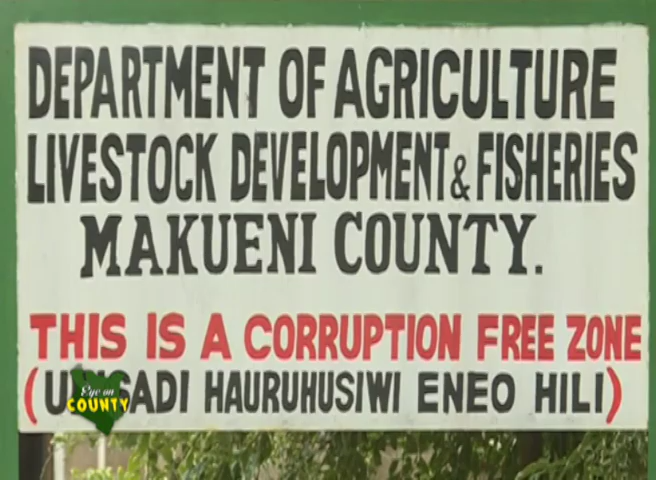 DEPARTMENT OF AGRICULTURE
LIVESTOCK DEVELOPMENT & FISHERIES
MAKUENI COUNTY.
THIS IS A CORRUPTION FREE ZONE
HAURUHUSIWI ENEO HILI)
Eye on
COUNTY